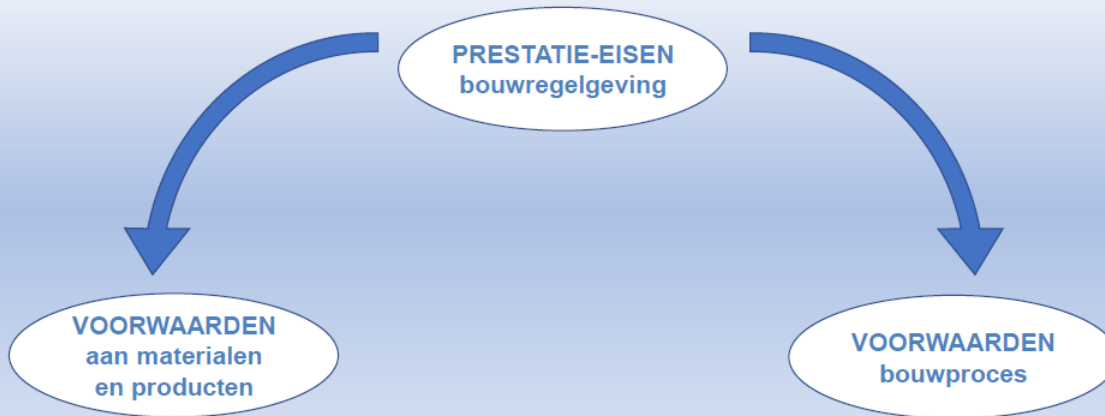 PRESTATIE-EISEN
bouwregelgeving
VOORWAARDEN
aan materialen
en producten
VOORWAARDEN
bouwproces